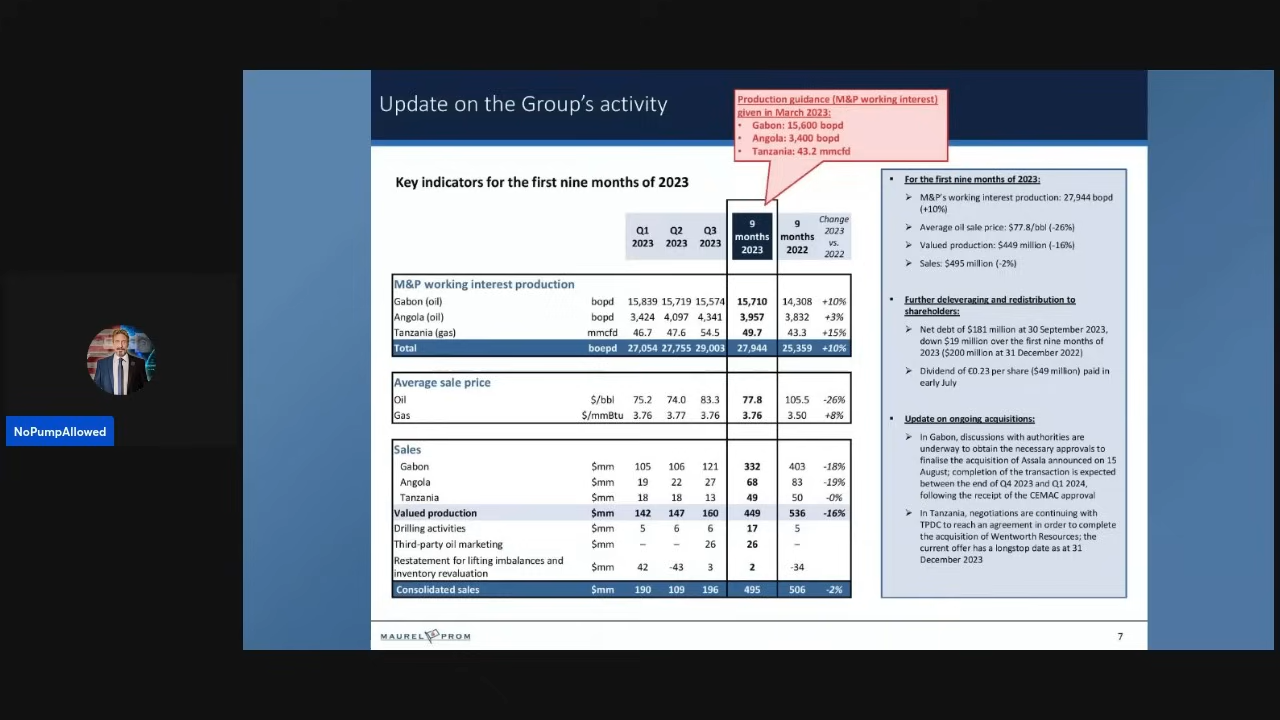 Update on the Group's activity
Production guidance (M&P working interest)
given in March 2023:
• Gabon: 15,600 bopd
• Angola: 3,400 bopd
• Tanzania: 43.2 mmcfd
Key indicators for the first nine months of 2023
Q1 2023 Q2 2023 Q3 2023 9 months 2023 9 months 2022 Change 2023 vs. 2022
M&P working interest production
Gabon (oil) bopd 15,839 15,719 15,574 15,710 14,308 +10%
Angola (oil) bopd 3,424 4,097 4,341 3,957 3,832 +3%
Tanzania (gas) mmcfd 46.7 47.6 54.5 49.7 43.3 +15%
Total boepd 27,054 27,755 29,003 27,944 25,359 +10%
Average sale price
Oil $/bbl 75.2 74.0 83.3 77.8 105.5 -26%
Gas $/mmBtu 3.76 3.77 3.76 3.76 3.50 +8%
Sales
Gabon $mm 105 106 121 332 403 -18%
Angola $mm 19 22 27 68 83 -19%
Tanzania $mm 18 18 13 49 50 -0%
Valued production $mm 142 147 160 449 536 -16%
Drilling activities $mm 5 6 6 17 5
Third-party oil marketing $mm – – 26 26 –
Restatement for lifting imbalances and
inventory revaluation $mm 42 -43 3 2 -34
Consolidated sales $mm 190 109 196 495 506 -2%
▪ For the first nine months of 2023:
➢ M&P's working interest production: 27,944 bopd
(+10%)
➢ Average oil sale price: $77.8/bbl (-26%)
➢ Valued production: $449 million (-16%)
➢ Sales: $495 million (-2%)
▪ Further deleveraging and redistribution to
shareholders:
➢ Net debt of $181 million at 30 September 2023,
down $19 million over the first nine months of
2023 ($200 million at 31 December 2022)
➢ Dividend of €0.23 per share ($49 million) paid in
early July
▪ Update on ongoing acquisitions:
➢ In Gabon, discussions with authorities are
underway to obtain the necessary approvals to
finalise the acquisition of Assala announced on 15
August; completion of the transaction is expected
between the end of Q4 2023 and Q1 2024,
following the receipt of the CEMAC approval
➢ In Tanzania, negotiations are continuing with
TPDC to reach an agreement in order to complete
the acquisition of Wentworth Resources; the
current offer has a longstop date as at 31
December 2023
MAUREL PROM
7
NoPumpAllowed